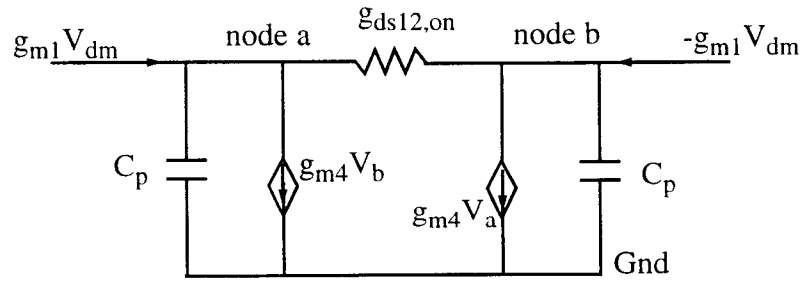 g_ds12,on
node a
node b
g_m1V_dm
-g_m1V_dm
C_p
g_m4V_b
g_m4V_a
C_p
Gnd